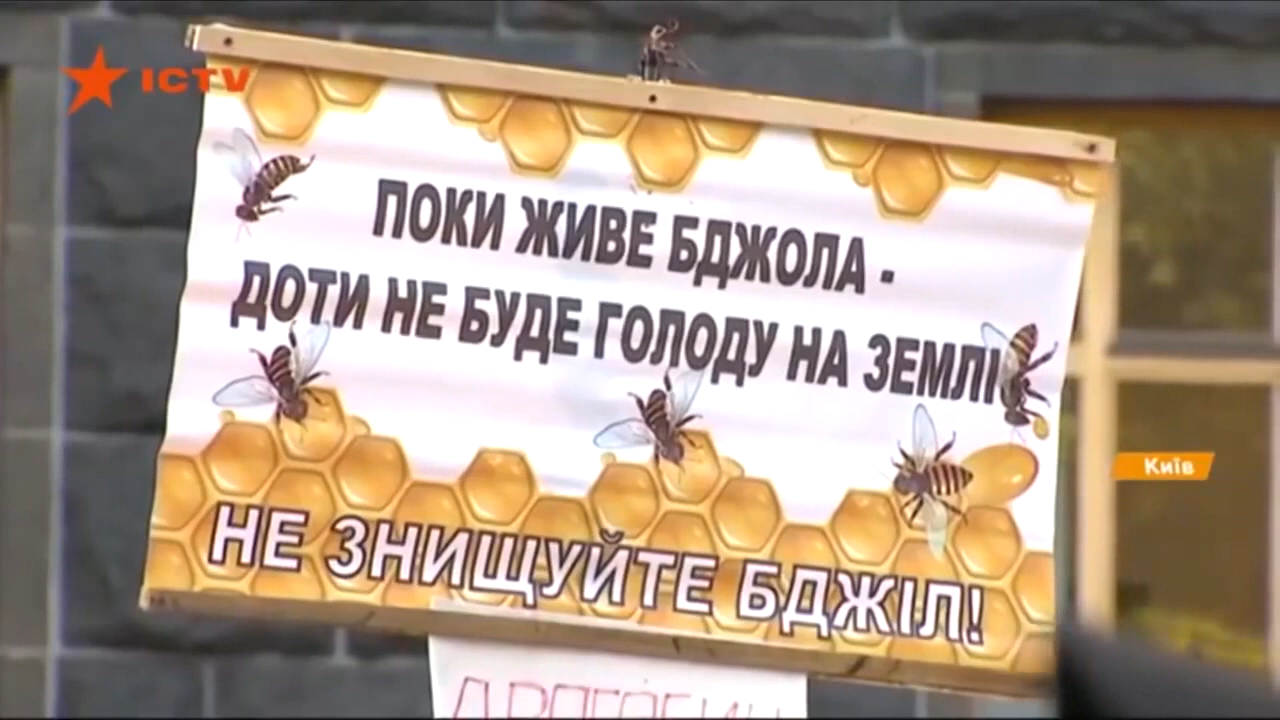 ICTV
ПОКИ ЖИВЕ БДЖОЛА -
ДОТИ НЕ БУДЕ ГОЛОДУ НА ЗЕМЛІ
Київ
НЕ ЗНИЩУЙТЕ БДЖІЛ!